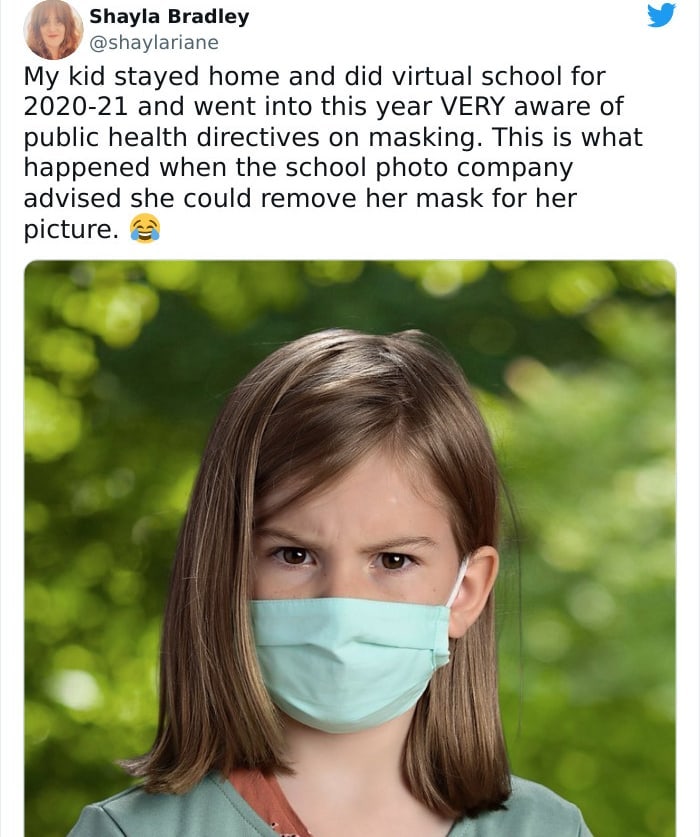 Shayla Bradley
@shaylariane
My kid stayed home and did virtual school for
2020-21 and went into this year VERY aware of
public health directives on masking. This is what
happened when the school photo company
advised she could remove her mask for her
picture. 😂